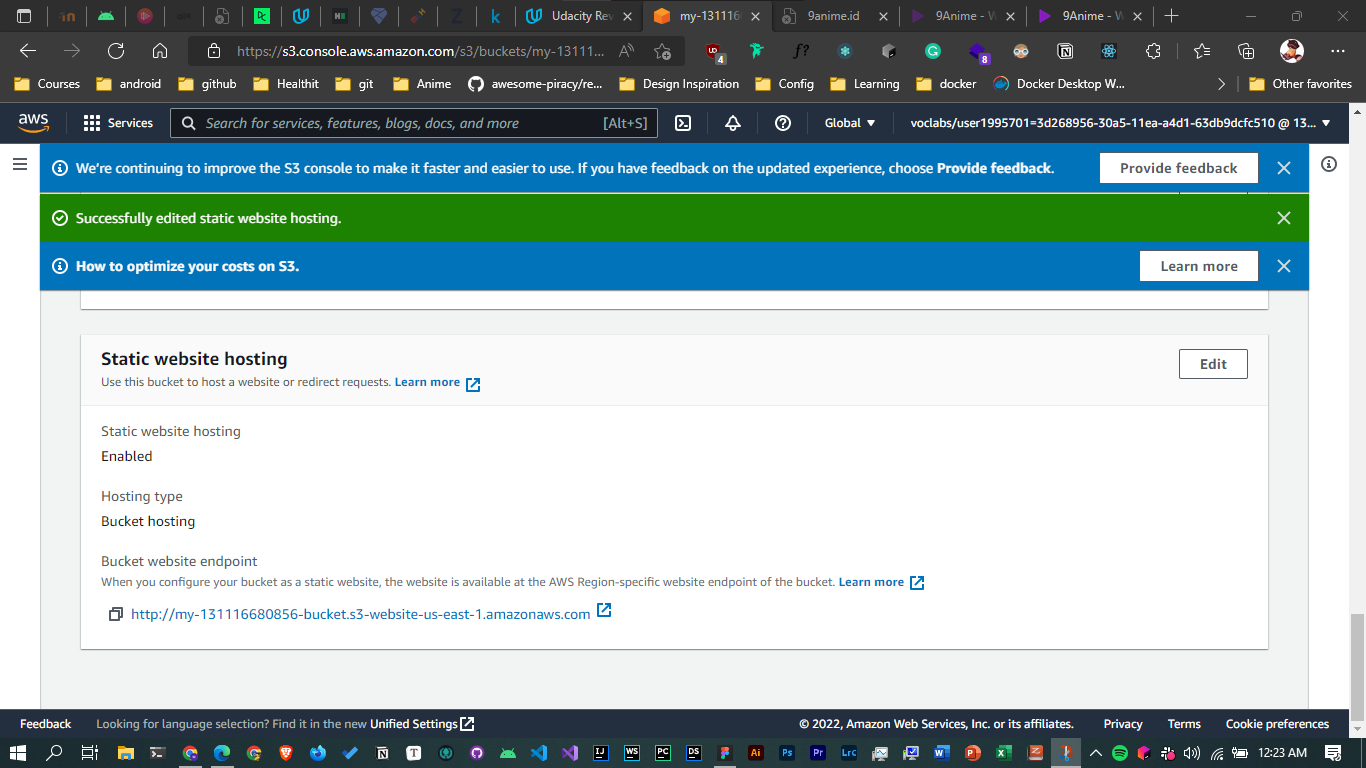 Udacity Rev
my-131116
9anime.id
9Anime - W
9Anime - W
https://s3.console.aws.amazon.com/s3/buckets/my-13111...
4
f?
8
Courses
android
github
Healthit
git
Anime
awesome-piracy/re...
Design Inspiration
Config
Learning
docker
Docker Desktop W...
Other favorites
aws
Services
Search for services, features, blogs, docs, and more
[Alt+S]
Global
voclabs/user1995701=3d268956-30a5-11ea-a4d1-63db9dcfc510 @ 13...
We're continuing to improve the S3 console to make it faster and easier to use. If you have feedback on the updated experience, choose Provide feedback.
Provide feedback
Successfully edited static website hosting.
How to optimize your costs on S3.
Learn more
Static website hosting
Edit
Use this bucket to host a website or redirect requests. Learn more
Static website hosting
Enabled
Hosting type
Bucket hosting
Bucket website endpoint
When you configure your bucket as a static website, the website is available at the AWS Region-specific website endpoint of the bucket. Learn more
http://my-131116680856-bucket.s3-website-us-east-1.amazonaws.com
Feedback
Looking for language selection? Find it in the new Unified Settings
© 2022, Amazon Web Services, Inc. or its affiliates.
Privacy
Terms
Cookie preferences
12:23 AM